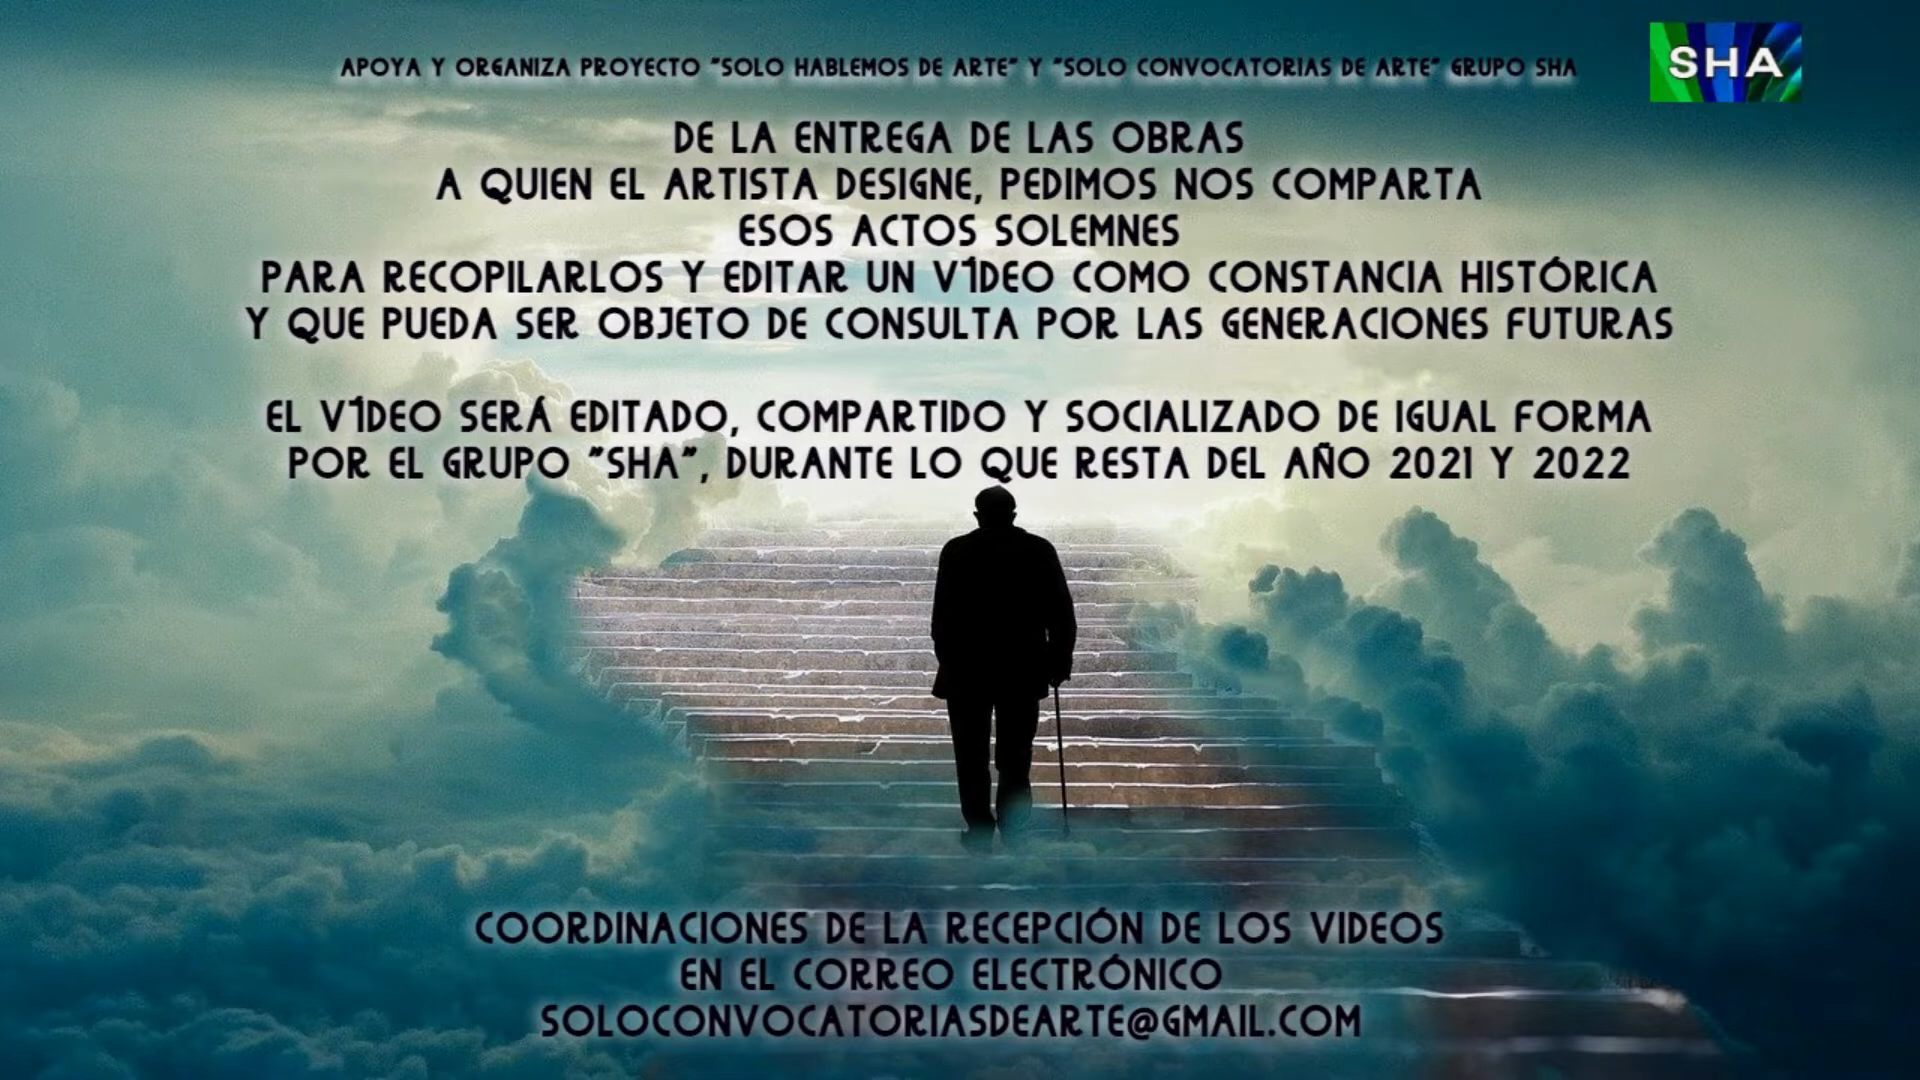 APOYA Y ORGANIZA PROYECTO "SOLO HABLEMOS DE ARTE" Y "SOLO CONVOCATORIAS DE ARTE" GRUPO SHA
SHA
DE LA ENTREGA DE LAS OBRAS
A QUIEN EL ARTISTA DESIGNE, PEDIMOS NOS COMPARTA
ESOS ACTOS SOLEMNES
PARA RECOPILARLOS Y EDITAR UN VÍDEO COMO CONSTANCIA HISTÓRICA
Y QUE PUEDA SER OBJETO DE CONSULTA POR LAS GENERACIONES FUTURAS
EL VÍDEO SERÁ EDITADO, COMPARTIDO Y SOCIALIZADO DE IGUAL FORMA
POR EL GRUPO "SHA", DURANTE LO QUE RESTA DEL AÑO 2021 Y 2022
COORDINACIONES DE LA RECEPCIÓN DE LOS VIDEOS
EN EL CORREO ELECTRÓNICO
SOLOCONVOCATORIASDEARTE@GMAIL.COM